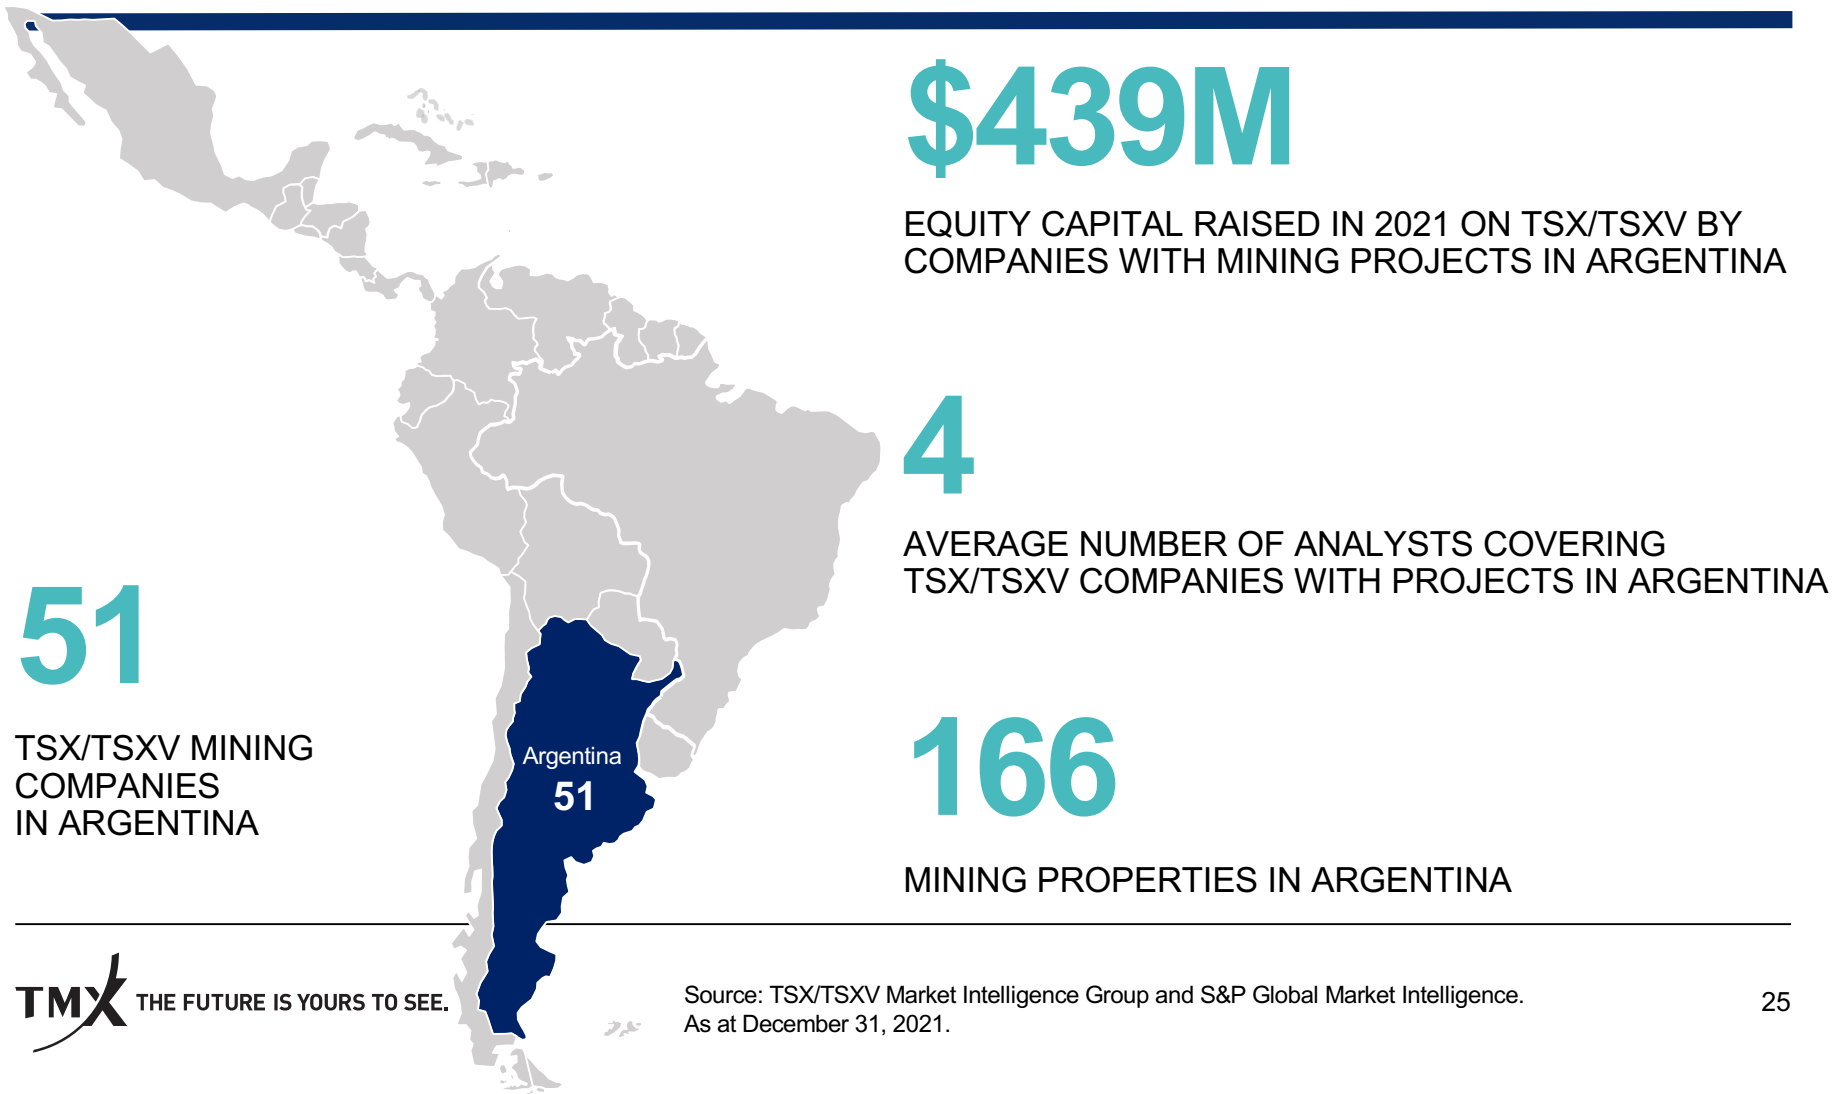 $439M
EQUITY CAPITAL RAISED IN 2021 ON TSX/TSXV BY
COMPANIES WITH MINING PROJECTS IN ARGENTINA
4
AVERAGE NUMBER OF ANALYSTS COVERING
TSX/TSXV COMPANIES WITH PROJECTS IN ARGENTINA
51
TSX/TSXV MINING
COMPANIES
IN ARGENTINA
Argentina
51
166
MINING PROPERTIES IN ARGENTINA
TMX THE FUTURE IS YOURS TO SEE.
Source: TSX/TSXV Market Intelligence Group and S&P Global Market Intelligence.
As at December 31, 2021.
25